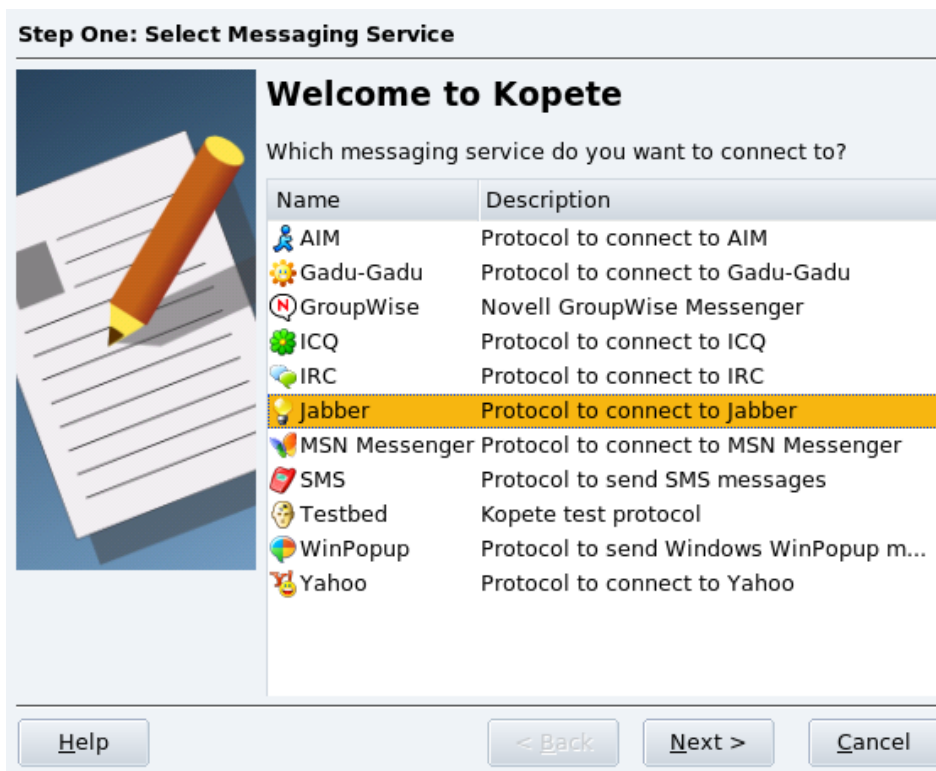 Step One: Select Messaging Service
Welcome to Kopete
Which messaging service do you want to connect to?
Name Description
AIM Protocol to connect to AIM
Gadu-Gadu Protocol to connect to Gadu-Gadu
GroupWise Novell GroupWise Messenger
ICQ Protocol to connect to ICQ
IRC Protocol to connect to IRC
Jabber Protocol to connect to Jabber
MSN Messenger Protocol to connect to MSN Messenger
SMS Protocol to send SMS messages
Testbed Kopete test protocol
WinPopup Protocol to send Windows WinPopup m...
Yahoo Protocol to connect to Yahoo
Help < Back Next > Cancel